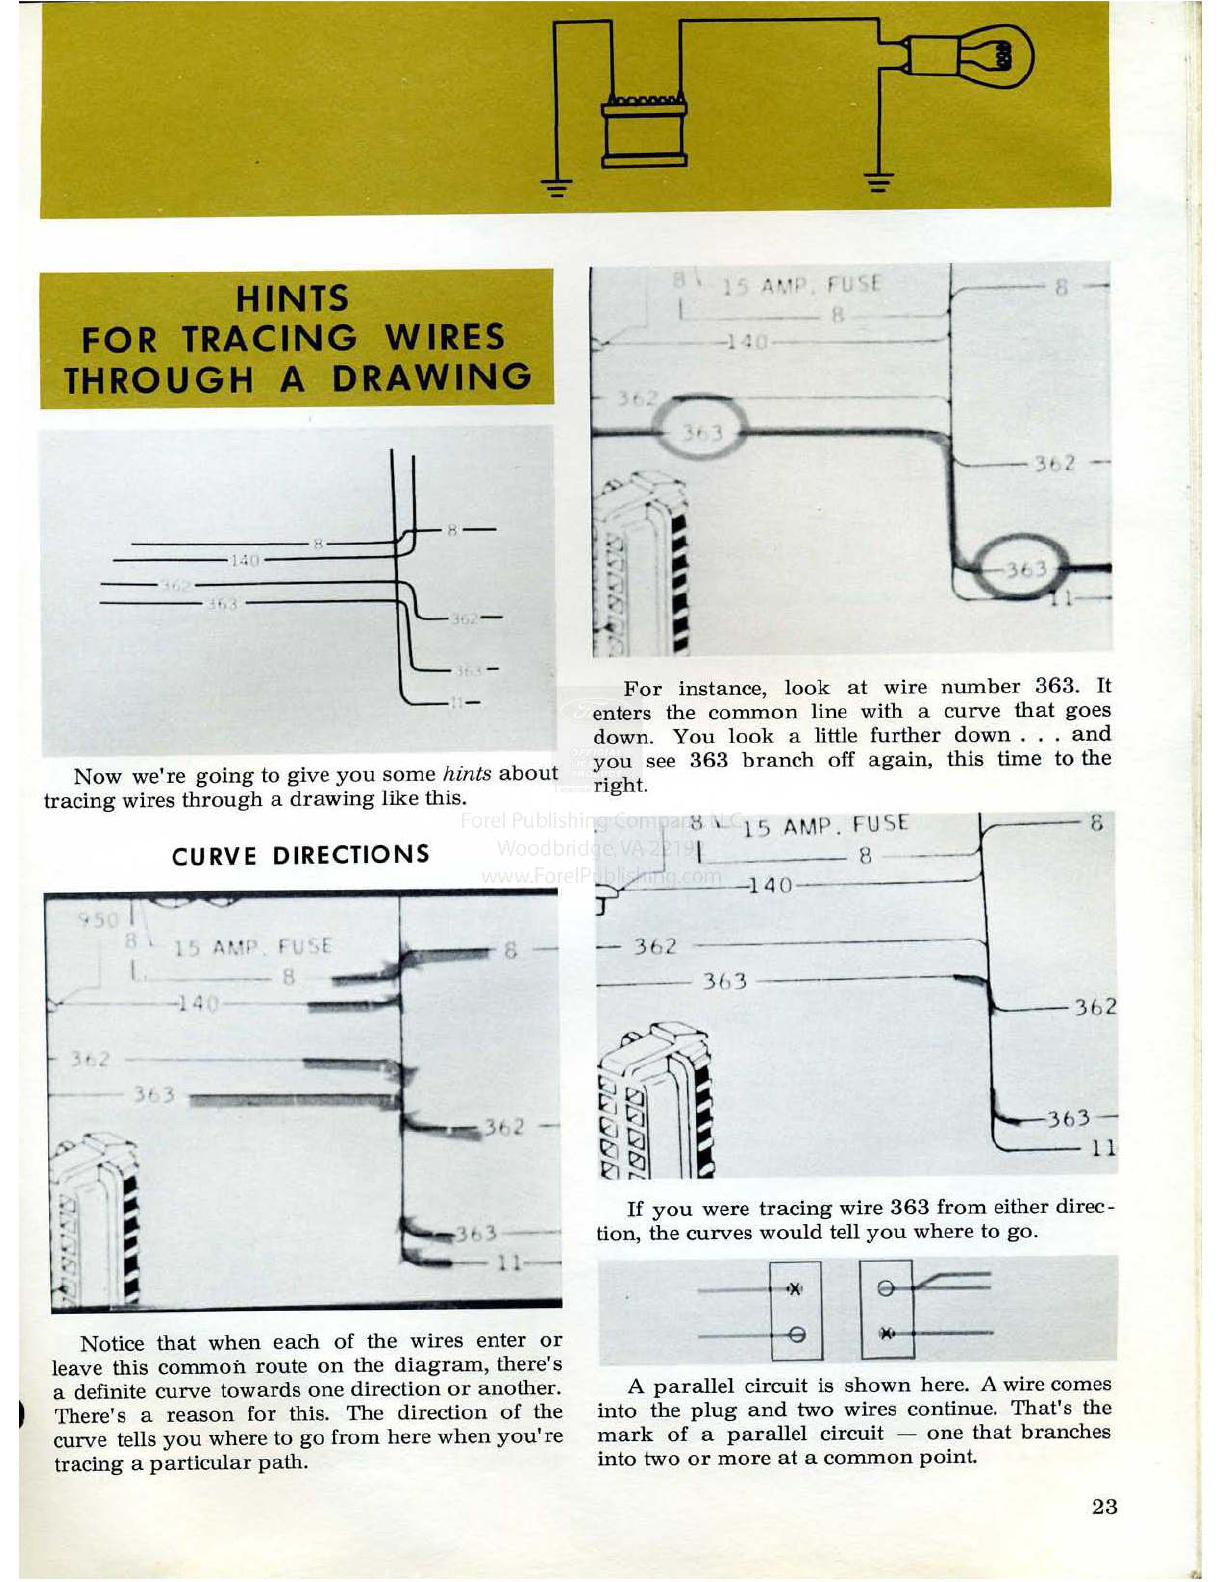 HINTS
FOR TRACING WIRES
THROUGH A DRAWING
8
8
140
362
363
362
363
11
Now we're going to give you some hints about
tracing wires through a drawing like this.
CURVE DIRECTIONS
950
8
15 AMP. FUSE
8
8
140
362
363
362
363
11
Notice that when each of the wires enter or
leave this common route on the diagram, there's
a definite curve towards one direction or another.
There's a reason for this. The direction of the
curve tells you where to go from here when you're
tracing a particular path.
8
15 AMP. FUSE
8
8
140
362
363
362
363
11
For instance, look at wire number 363. It
enters the common line with a curve that goes
down. You look a little further down . . . and
you see 363 branch off again, this time to the
right.
Forel Publishing Company, LLC
Woodbridge, VA 22192
www.ForelPublishing.com
8
15 AMP. FUSE
8
8
140
362
363
362
363
11
If you were tracing wire 363 from either direc-
tion, the curves would tell you where to go.
A parallel circuit is shown here. A wire comes
into the plug and two wires continue. That's the
mark of a parallel circuit — one that branches
into two or more at a common point.
23